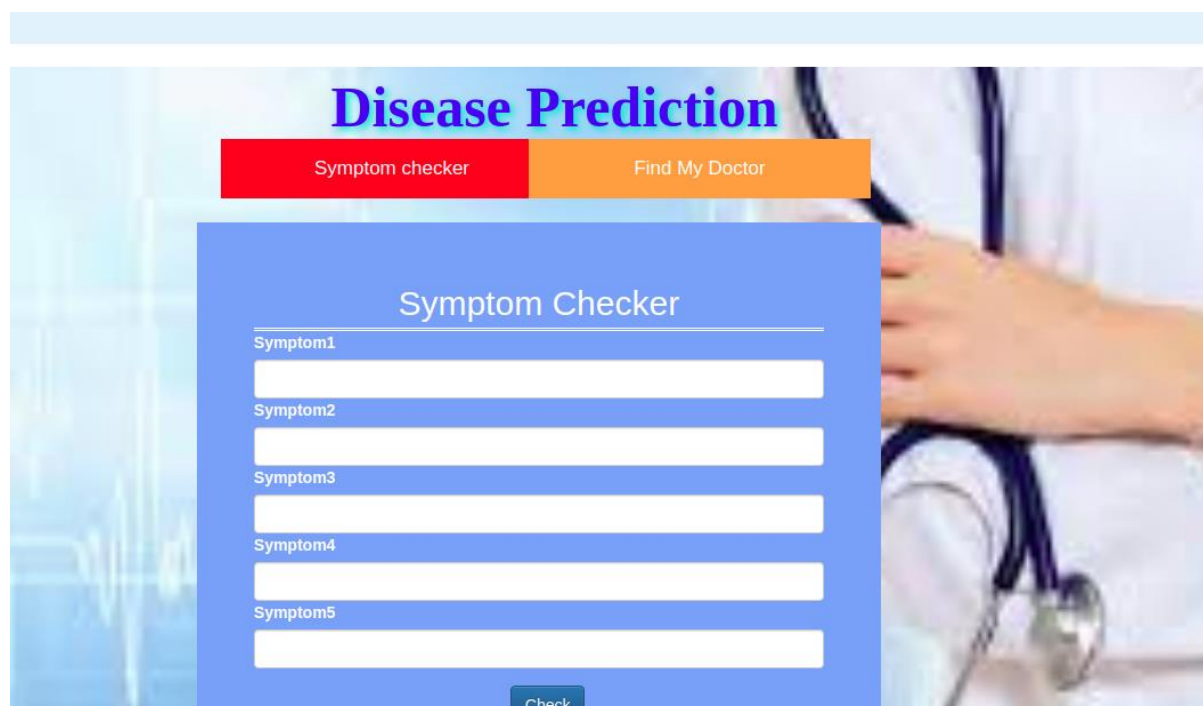 Disease Prediction
Symptom checker Find My Doctor
Symptom Checker
Symptom1
Symptom2
Symptom3
Symptom4
Symptom5
Check